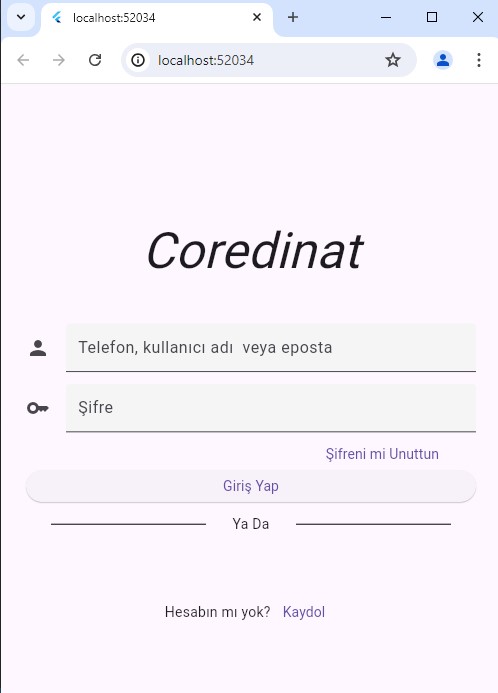 localhost:52034
localhost:52034
Coredinat
Telefon, kullanıcı adı  veya eposta
Şifre
Şifreni mi Unuttun
Giriş Yap
Ya Da
Hesabın mı yok? Kaydol